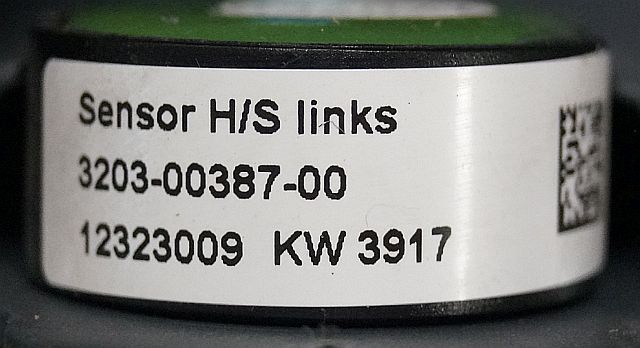 Sensor H/S links
3203-00387-00
12323009 KW 3917